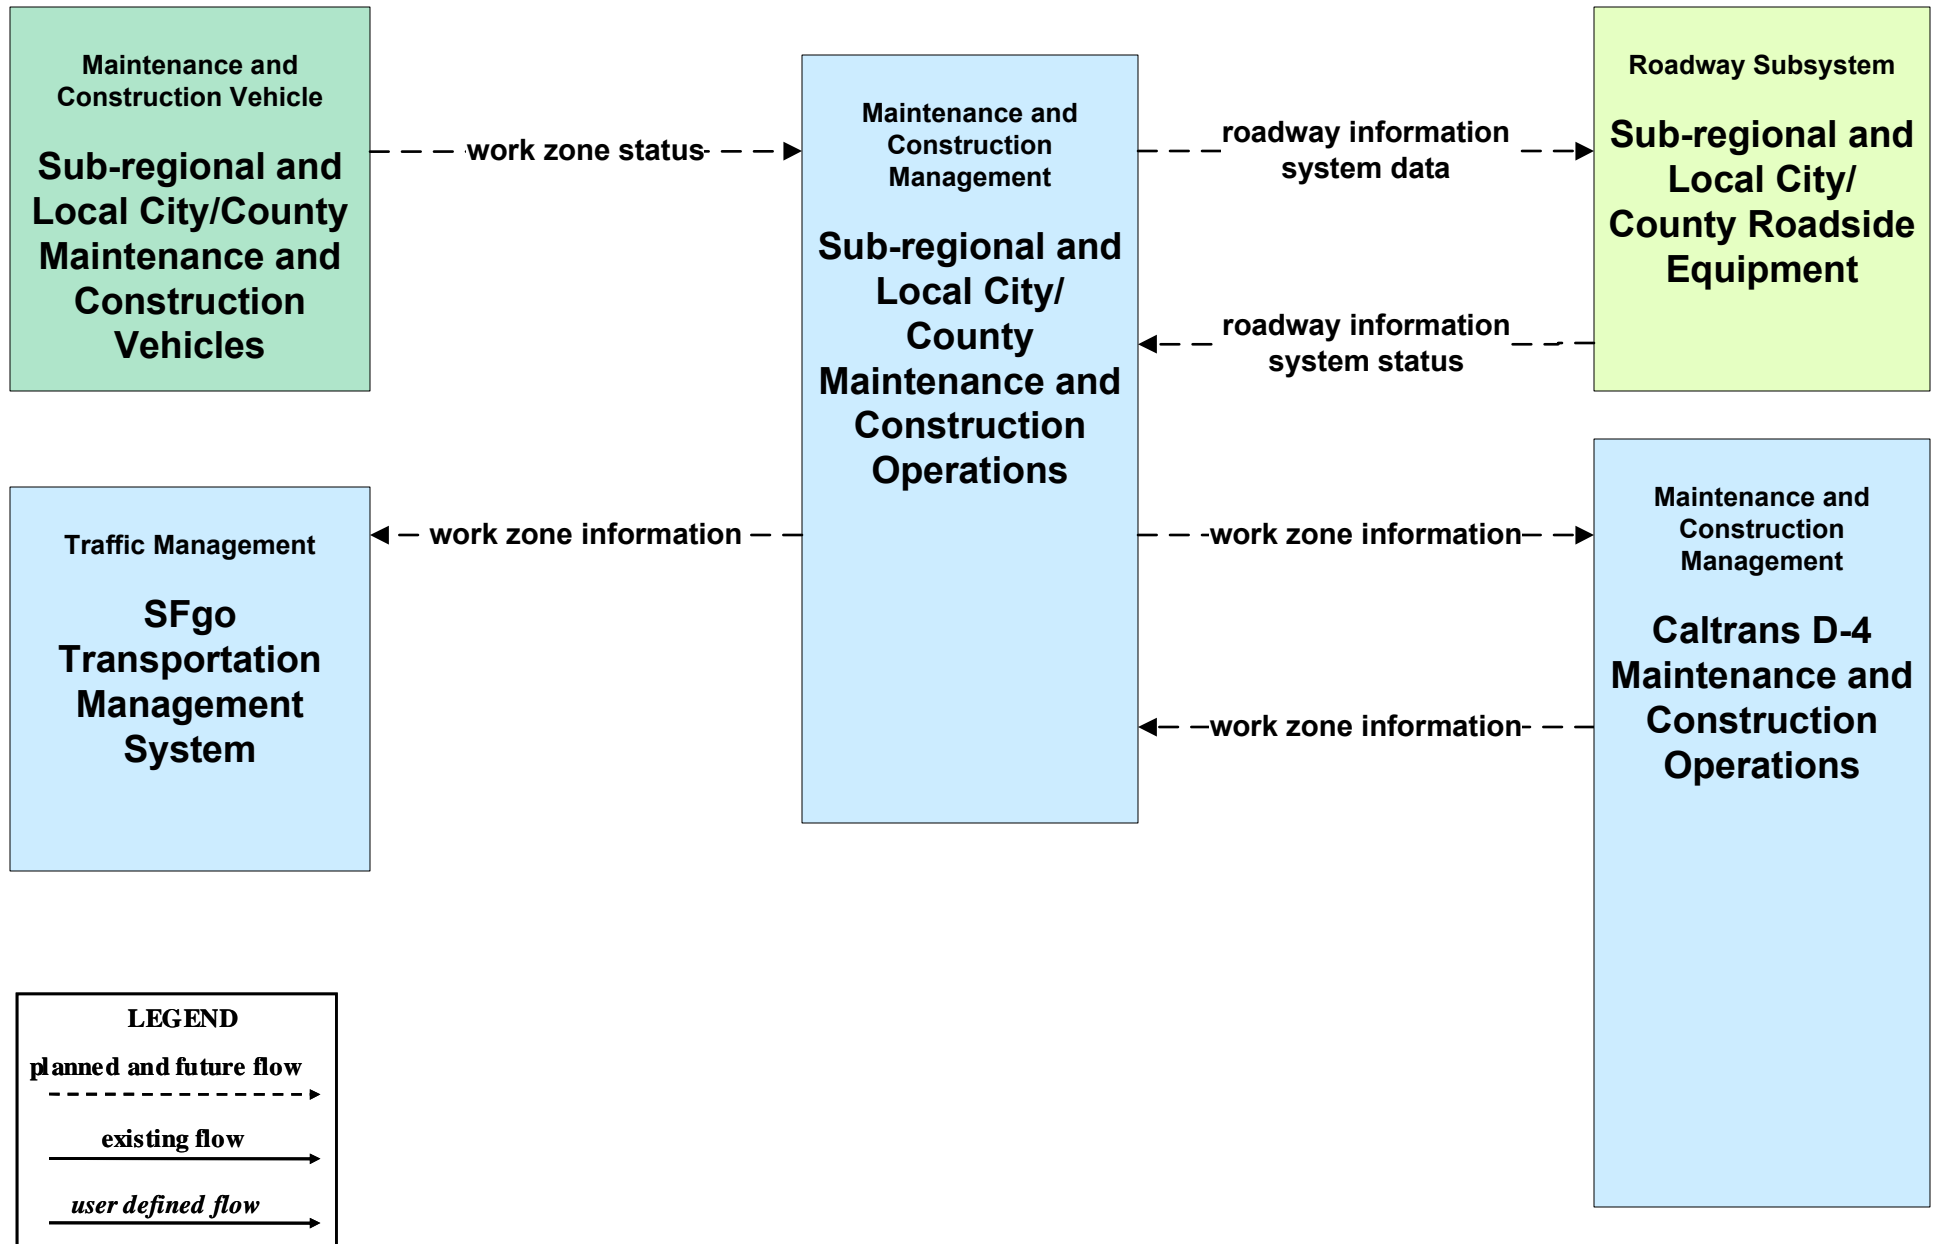 Maintenance and
Construction Vehicle
Sub-regional and
Local City/County
Maintenance and
Construction
Vehicles
work zone status
Maintenance and
Construction
Management
Sub-regional and
Local City/
County
Maintenance and
Construction
Operations
roadway information
system data
roadway information
system status
Roadway Subsystem
Sub-regional and
Local City/
County Roadside
Equipment
Traffic Management
SFgo
Transportation
Management
System
work zone information
work zone information
work zone information
Maintenance and
Construction
Management
Caltrans D-4
Maintenance and
Construction
Operations
LEGEND
planned and future flow
existing flow
user defined flow